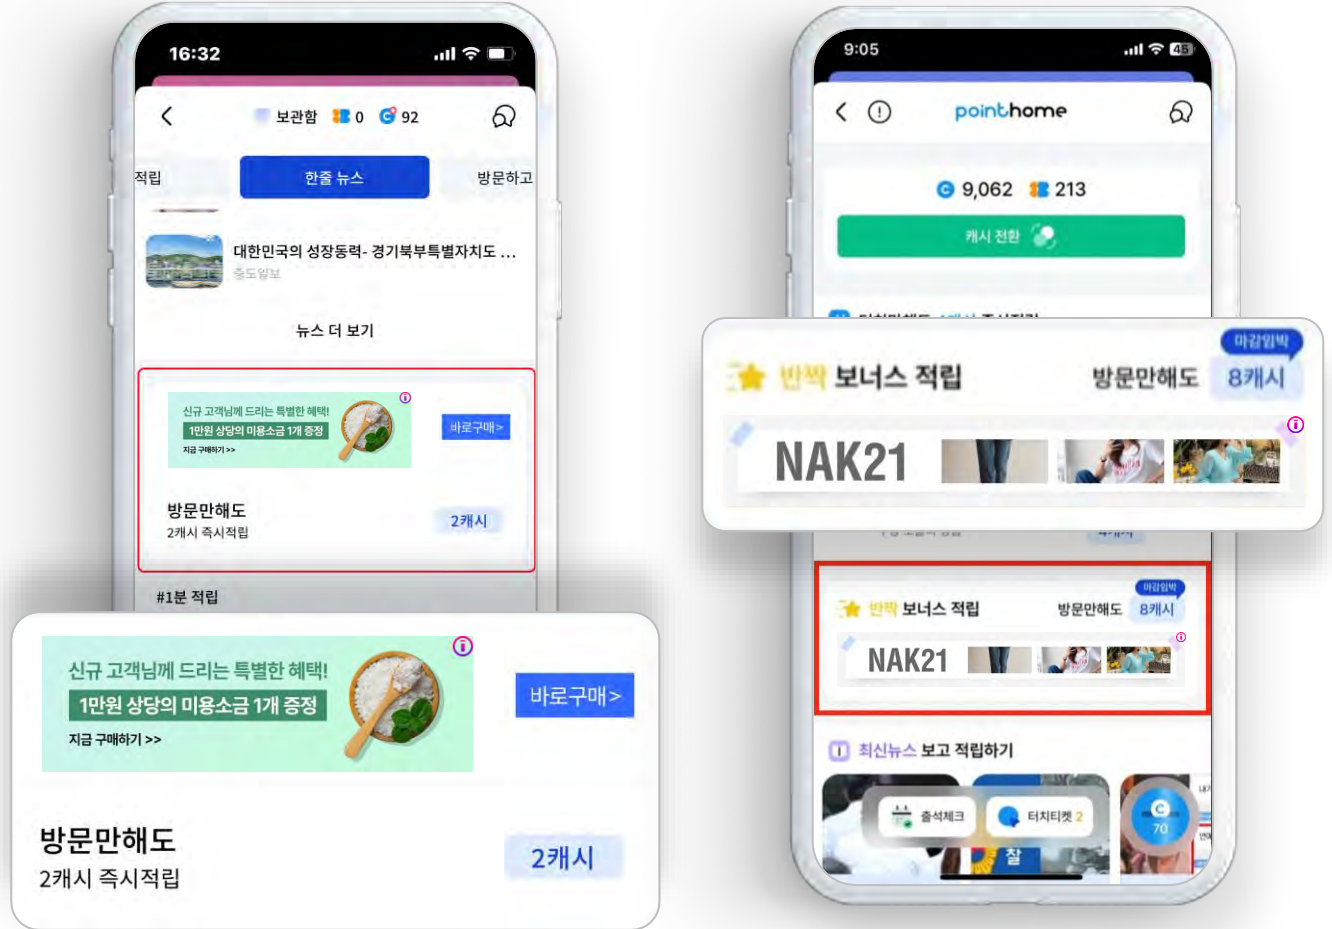 16:32
보관함 0 92
적립
한줄 뉴스
방문하고
대한민국의 성장동력- 경기북부특별자치도 ...
중도일보
뉴스 더 보기
신규 고객님께 드리는 특별한 혜택!
1만원 상당의 미용소금 1개 증정
지금 구매하기 >>
바로구매>
방문만해도
2캐시 즉시적립
2캐시
#1분 적립
신규 고객님께 드리는 특별한 혜택!
1만원 상당의 미용소금 1개 증정
지금 구매하기 >>
바로구매>
방문만해도
2캐시 즉시적립
2캐시
9:05
45
pointhome
9,062 213
캐시 전환
마감임박
반짝 보너스 적립
방문만해도
8캐시
NAK21
마감임박
반짝 보너스 적립
방문만해도
8캐시
NAK21
최신뉴스 보고 적립하기
출석체크
터치티켓 2
70
찰